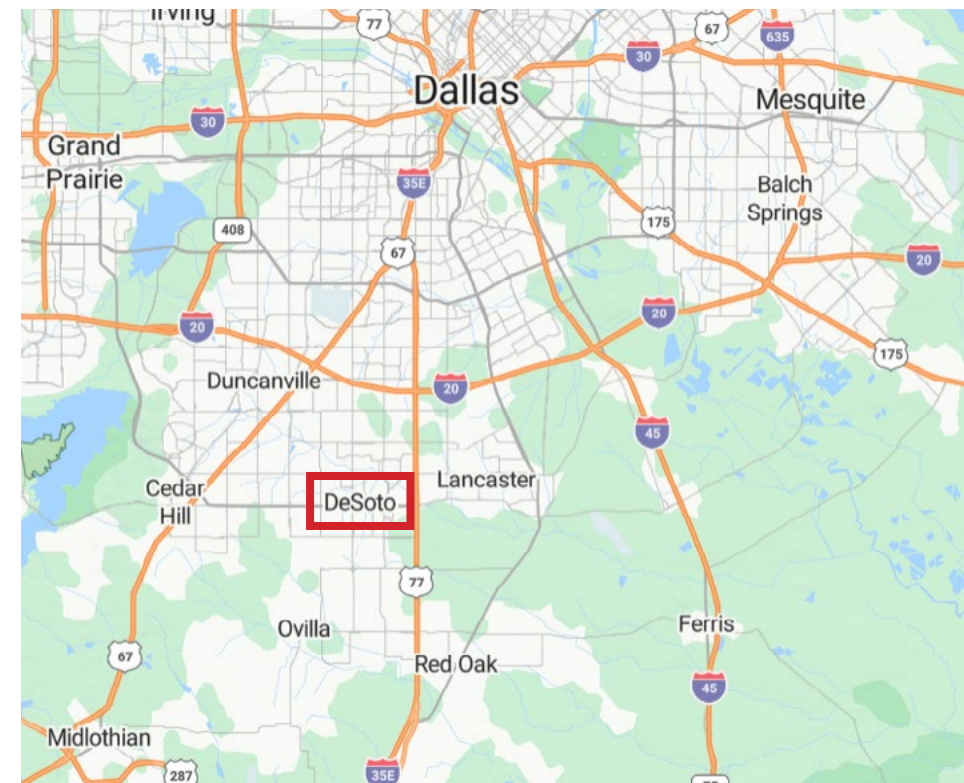 Irving
77
67
635
30
Dallas
Mesquite
30
Grand
Prairie
35E
Balch
Springs
175
408
67
20
20
20
175
Duncanville
20
45
Lancaster
Cedar
Hill
DeSoto
77
Ovilla
Ferris
67
Red Oak
45
Midlothian
287
35E